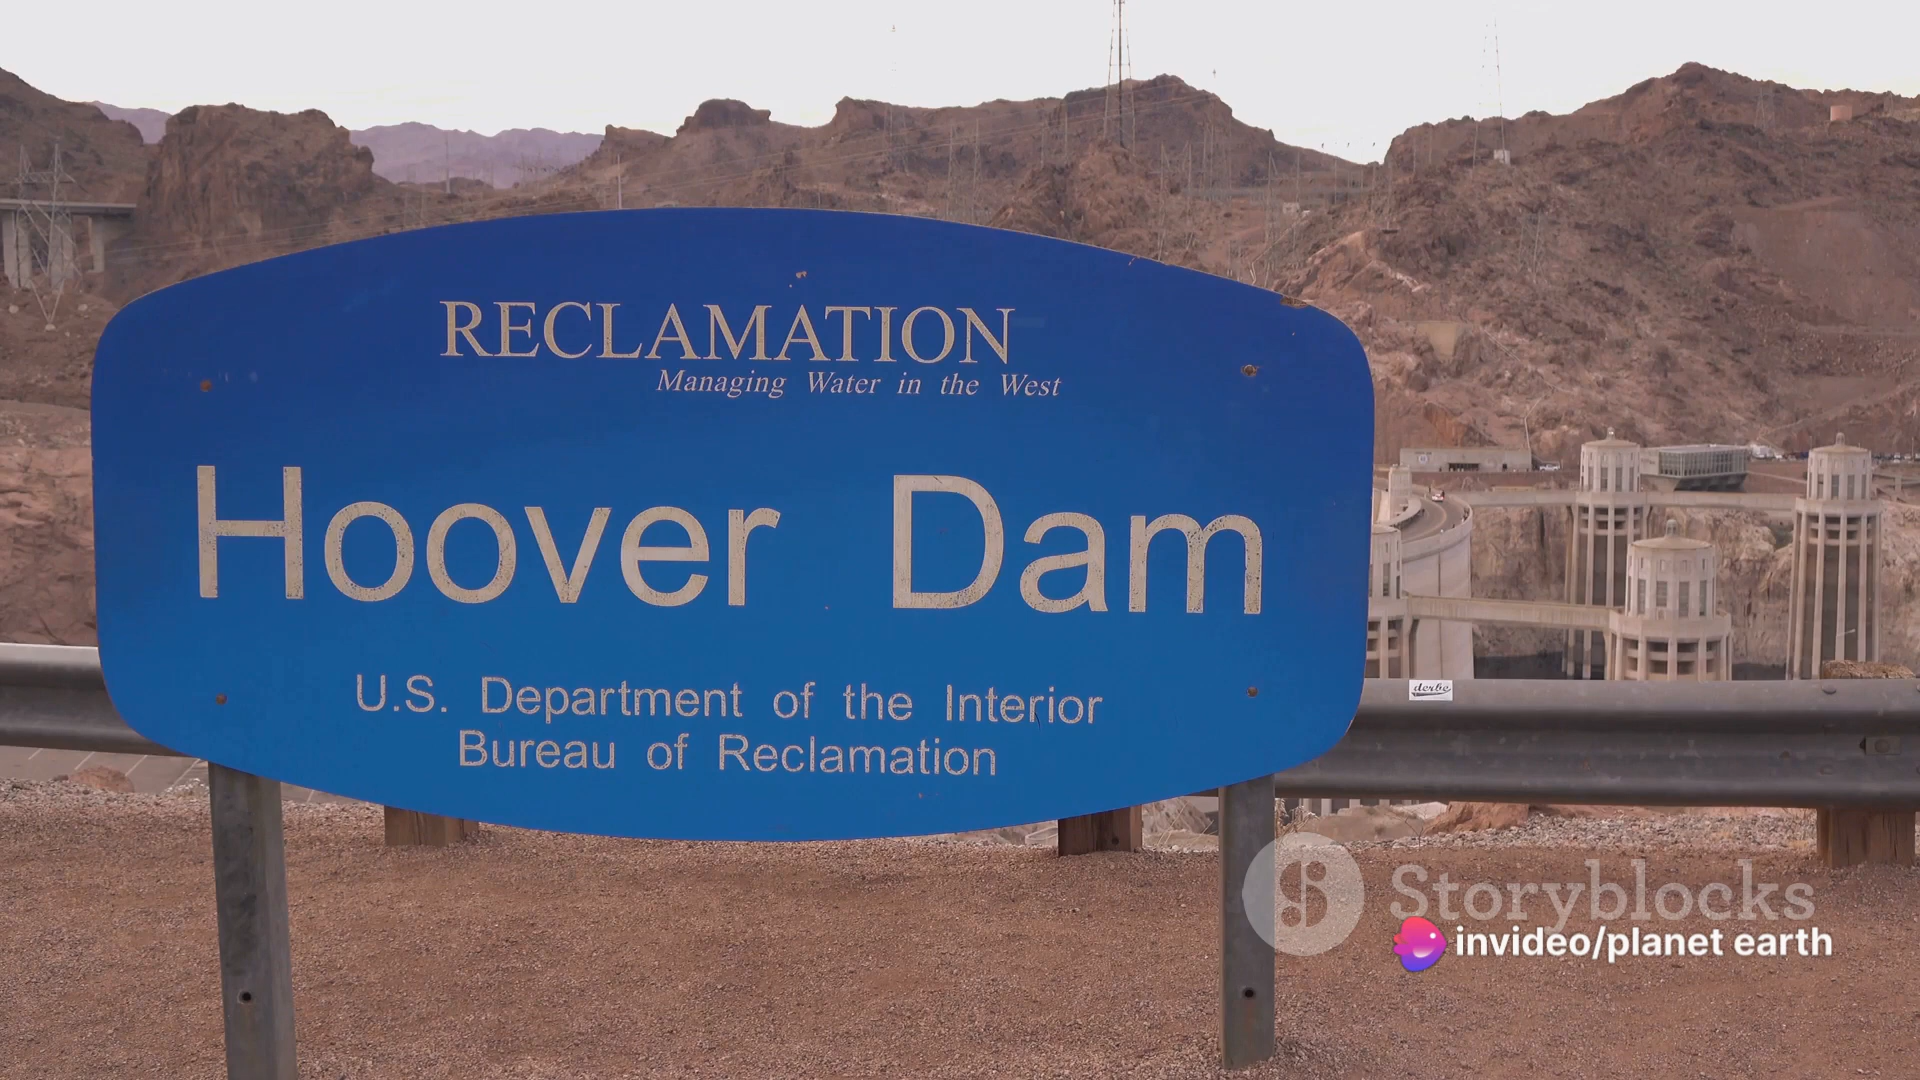 RECLAMATION
Managing Water in the West
Hoover Dam
U.S. Department of the Interior
Bureau of Reclamation
derbe
Storyblocks
invideo/planet earth